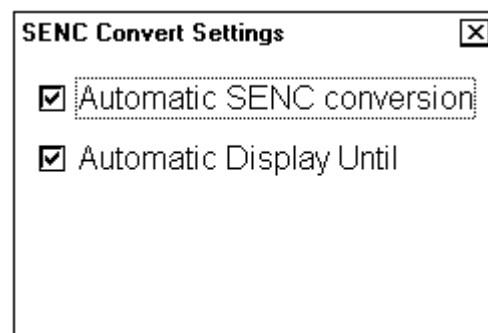 SENC Convert Settings
Automatic SENC conversion
Automatic Display Until